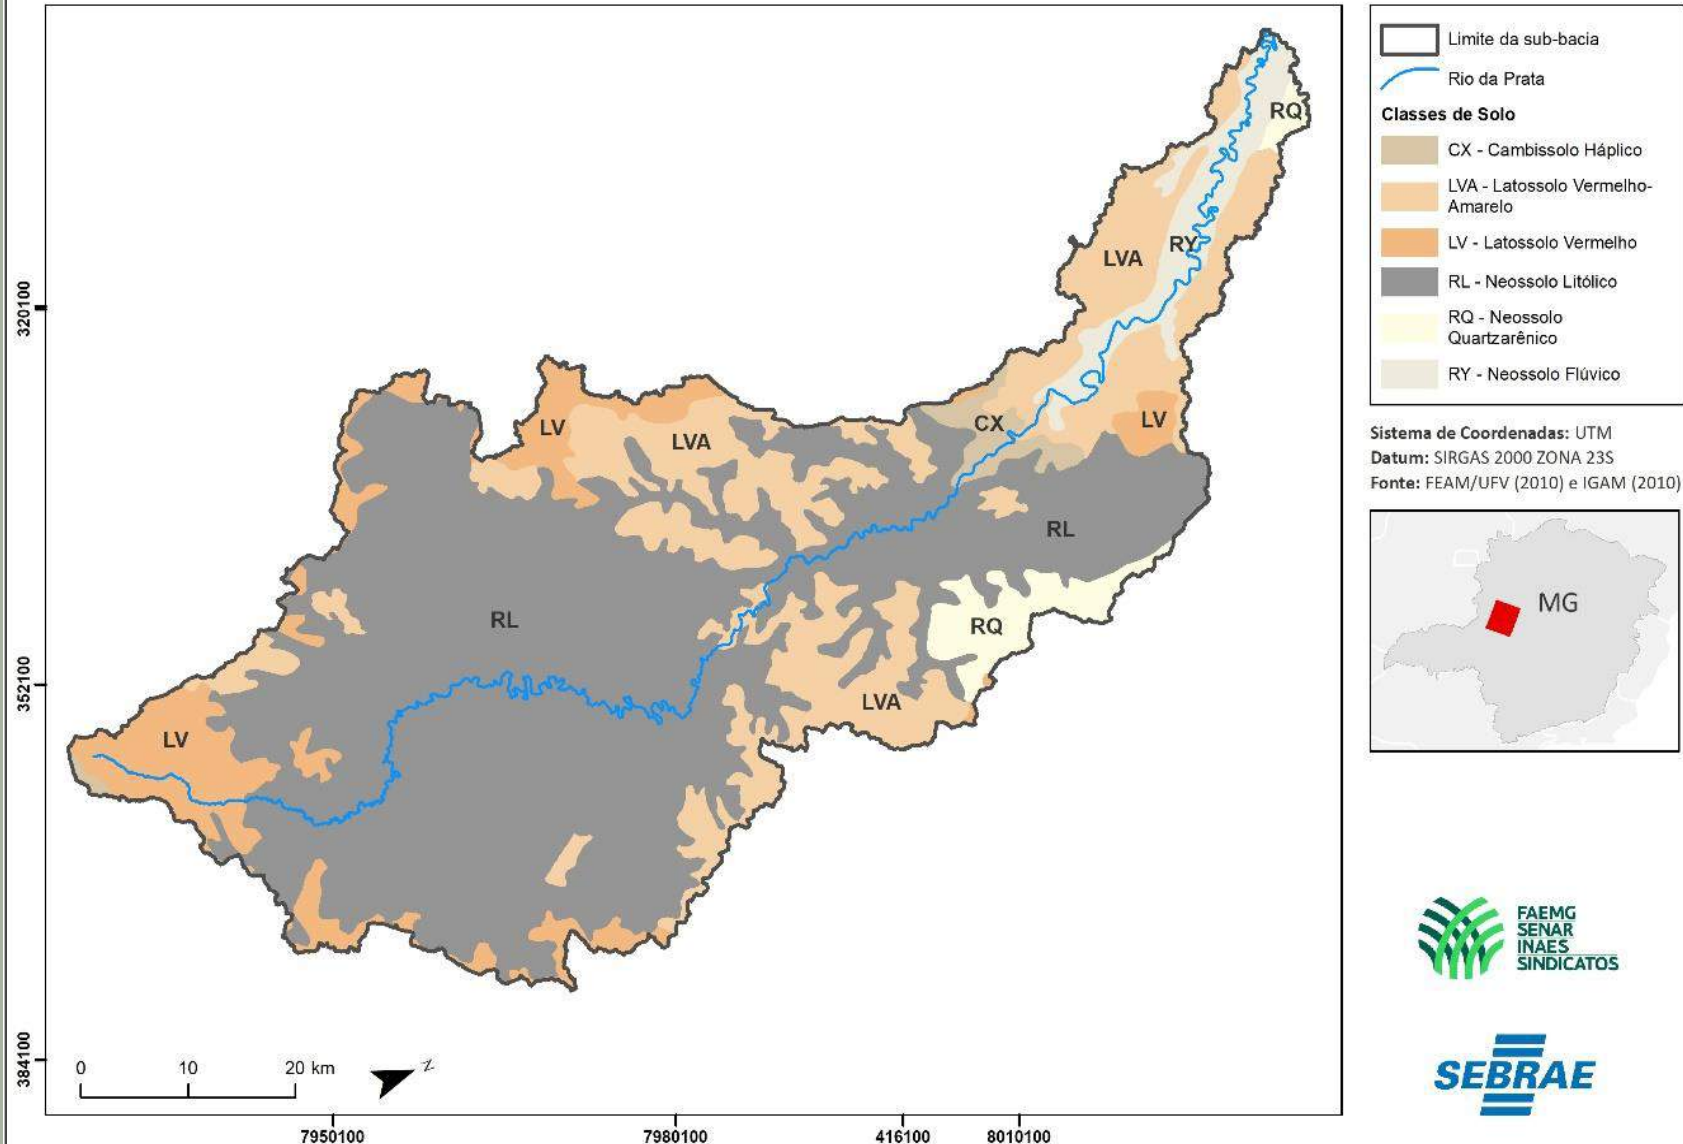 Limite da sub-bacia
Rio da Prata
Classes de Solo
CX - Cambissolo Háplico
LVA - Latossolo Vermelho-
Amarelo
LV - Latossolo Vermelho
RL - Neossolo Litólico
RQ - Neossolo
Quartzarênico
RY - Neossolo Flúvico
Sistema de Coordenadas: UTM
Datum: SIRGAS 2000 ZONA 23S
Fonte: FEAM/UFV (2010) e IGAM (2010)
MG
FAEMG
SENAR
INAES
SINDICATOS
SEBRAE
RQ
RY
LVA
CX
LV
LV
LVA
RL
RL
RQ
LVA
LV
320100
352100
384100
0 10 20 km
N
7950100 7980100 416100 8010100